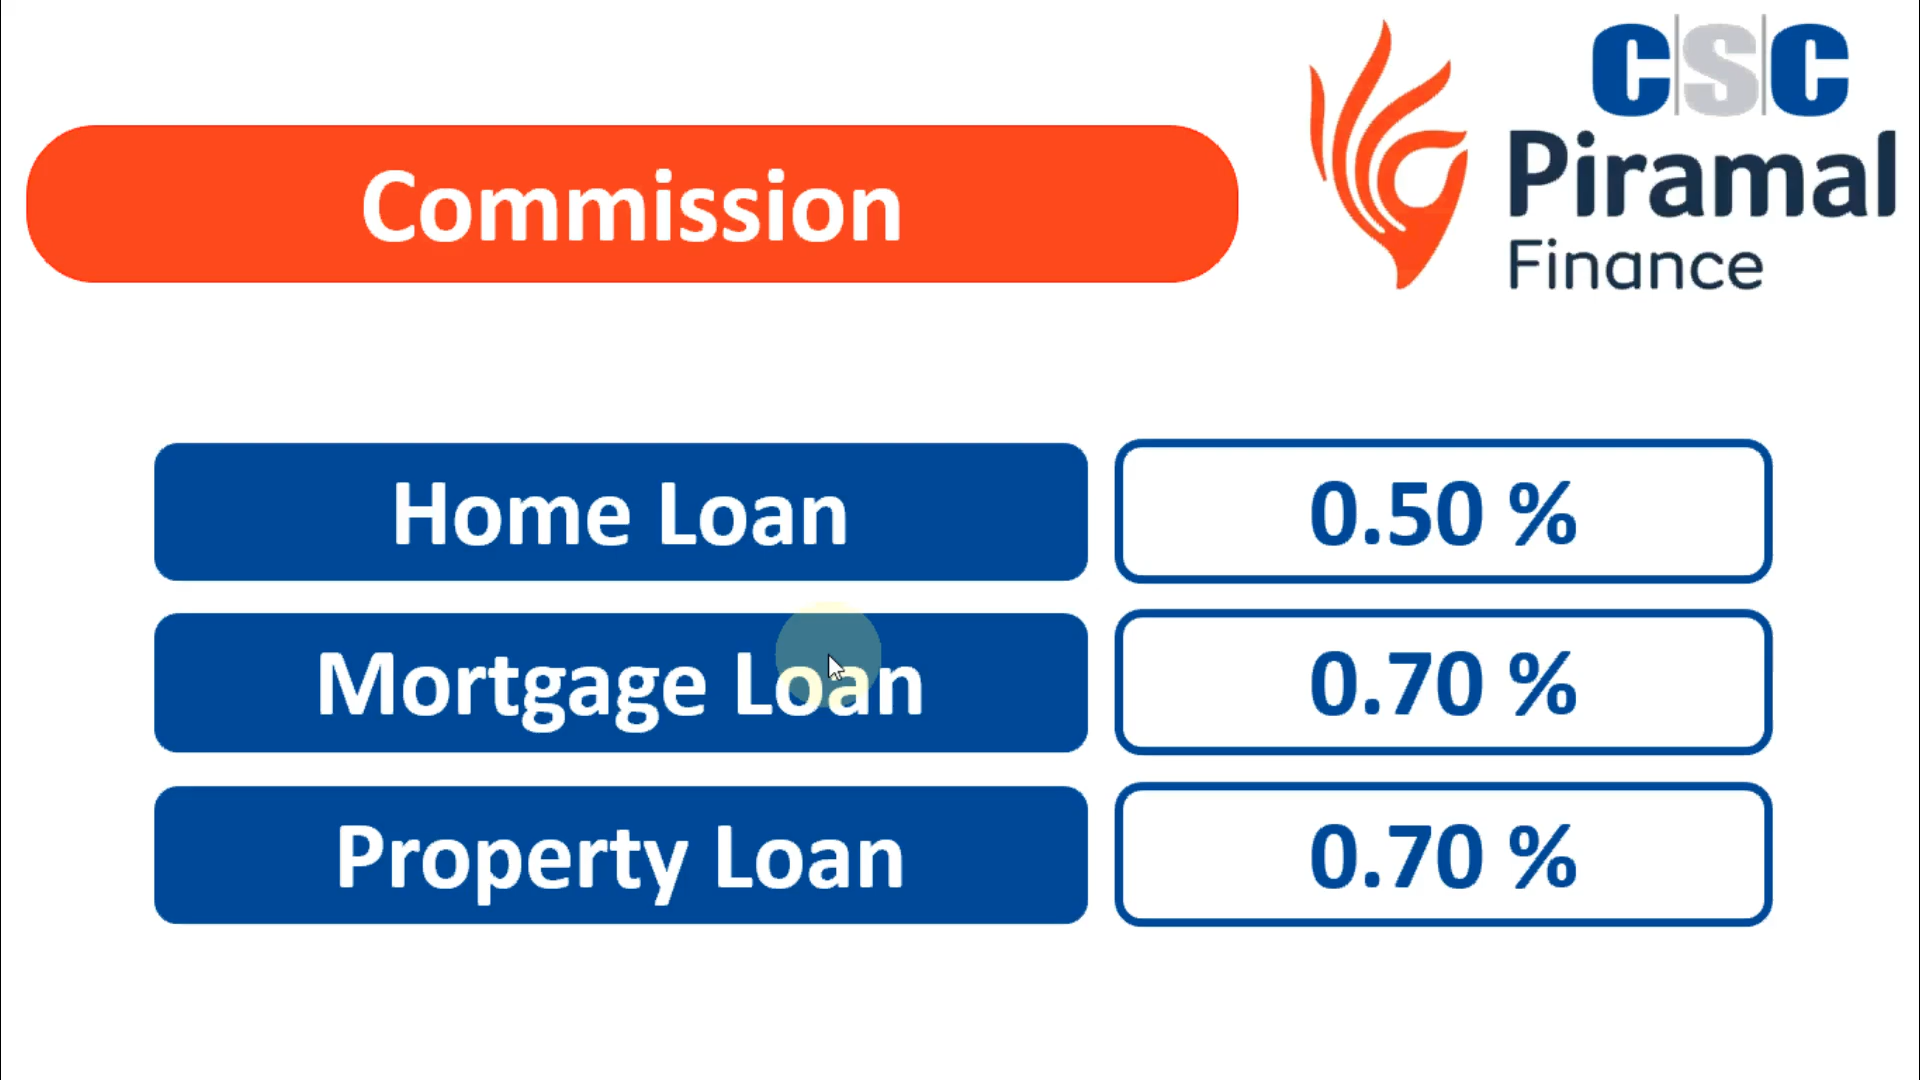 CSC
Piramal
Finance
Commission
Home Loan 0.50 %
Mortgage Loan 0.70 %
Property Loan 0.70 %